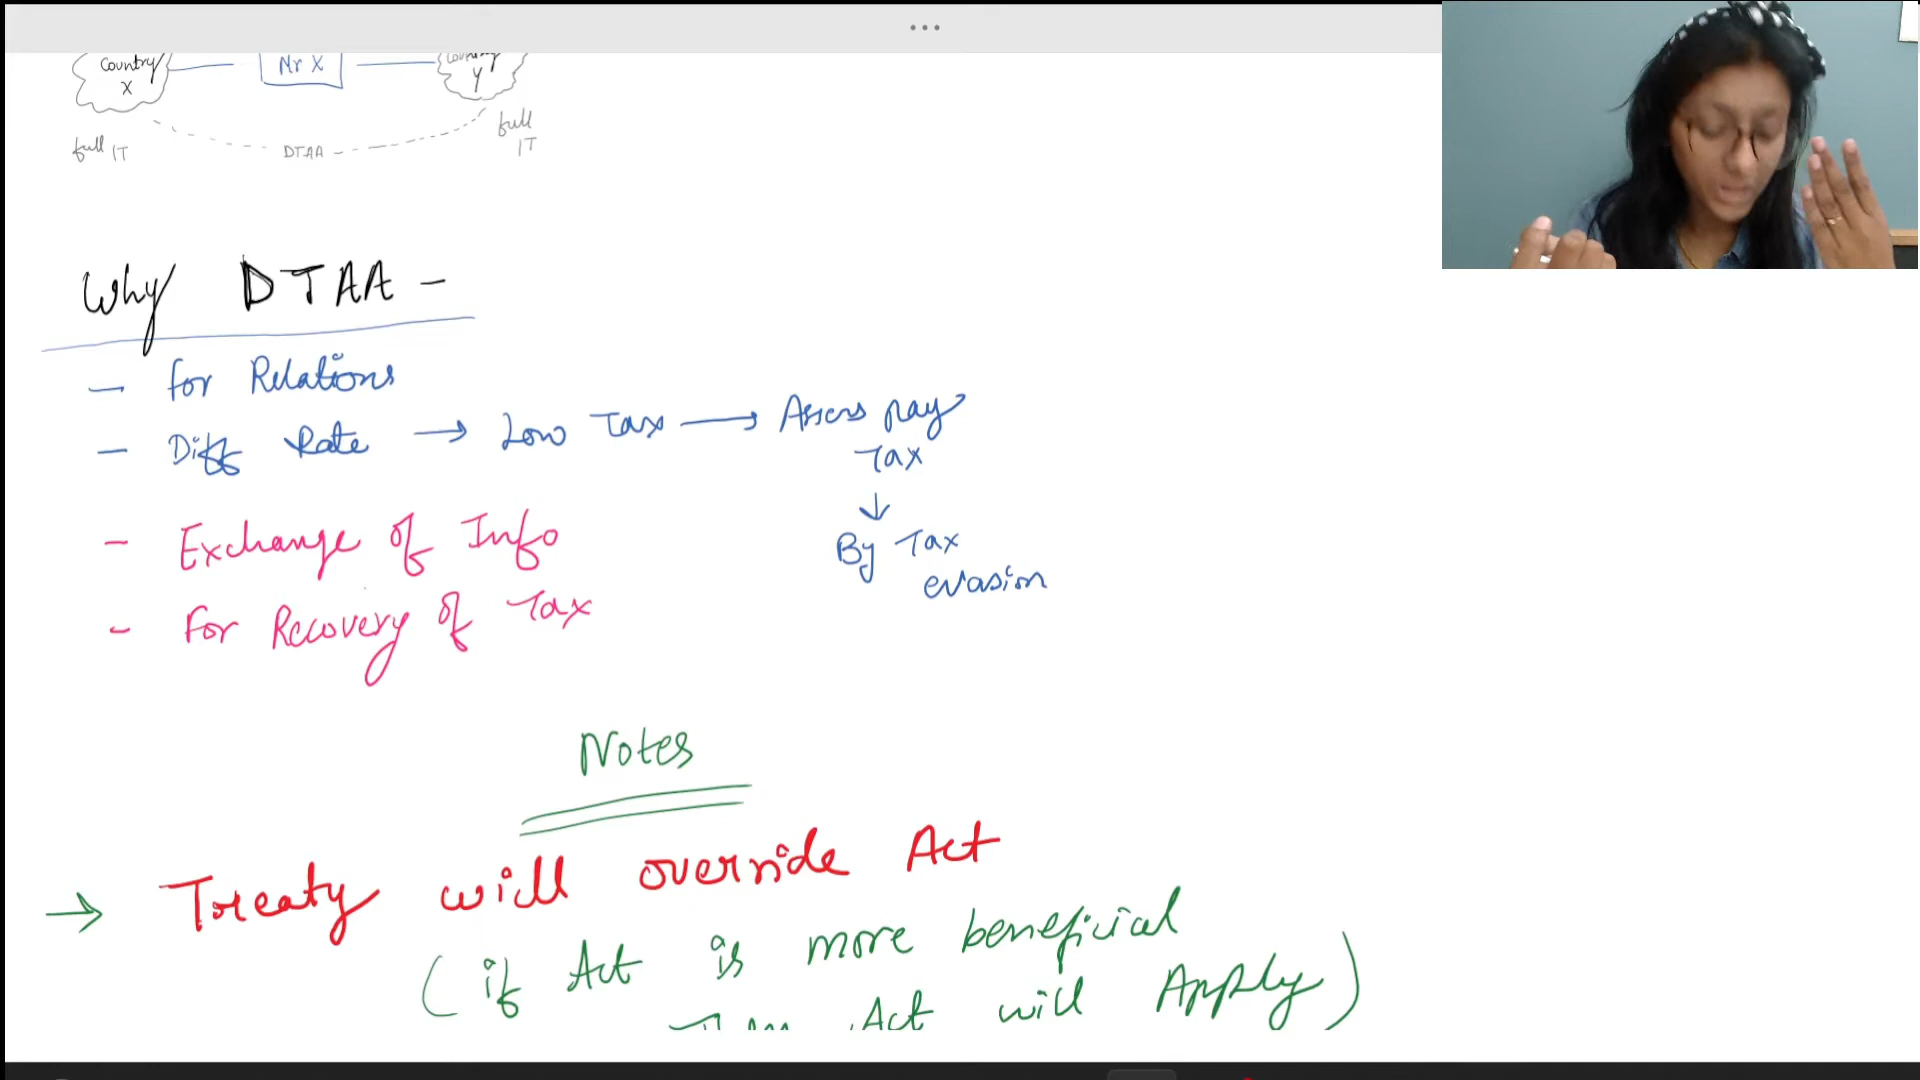 Country Mr X Country
X Y
full IT DTAA full
IT
Why DTAA -
- for Relations
- Diff Rate → Low Tax → Assess pay
Tax
↓
By Tax
evasion
- Exchange of Info
- For Recovery of Tax
Notes
→ Treaty will override Act
(if Act is more beneficial
Act will Apply)